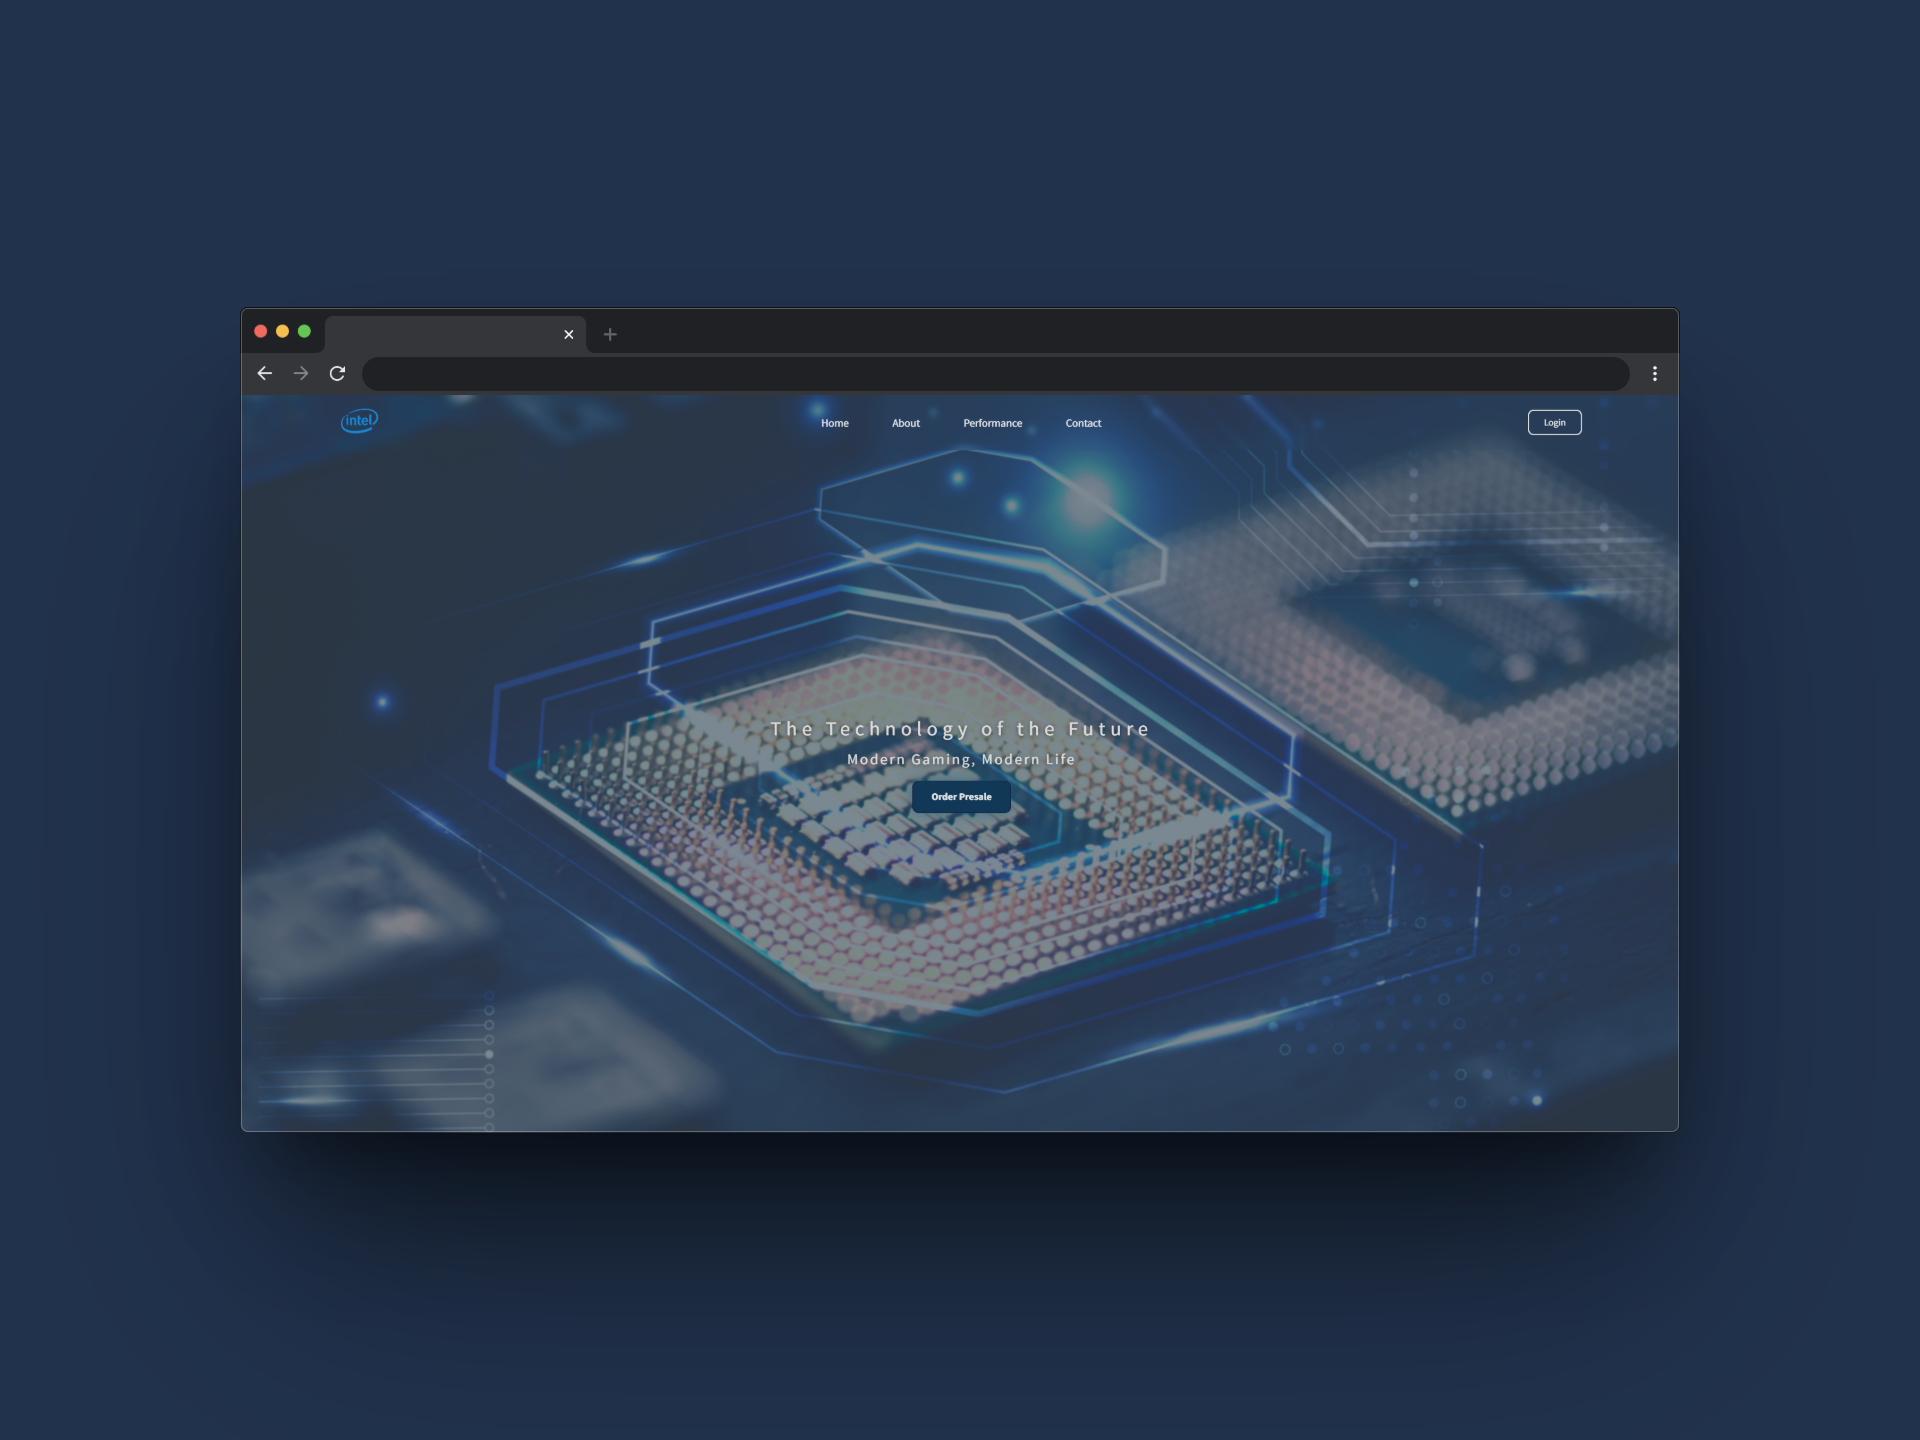 intel
Home About Performance Contact Login
The Technology of the Future
Modern Gaming, Modern Life
Order Presale